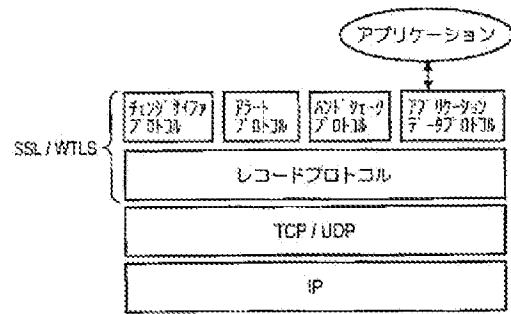 アプリケーション
チェンジサイファ
プロトコル
アラート
プロトコル
ハンドシェーク
プロトコル
アプリケーション
データプロトコル
SSL / WTLS
レコードプロトコル
TCP / UDP
IP